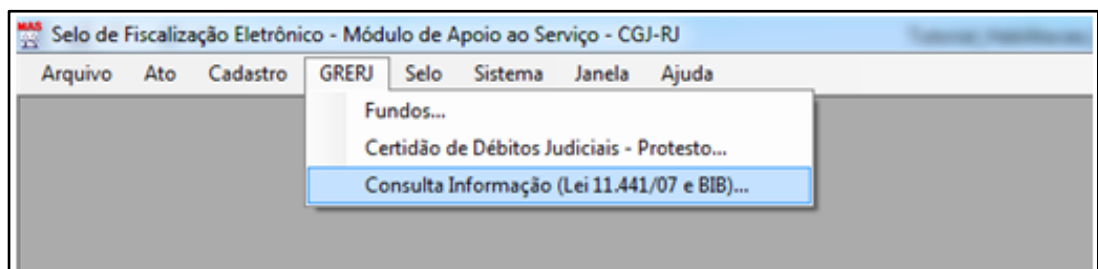 MAS Selo de Fiscalização Eletrônico - Módulo de Apoio ao Serviço - CGJ-RJ
Arquivo Ato Cadastro GRERJ Selo Sistema Janela Ajuda
Fundos...
Certidão de Débitos Judiciais - Protesto...
Consulta Informação (Lei 11.441/07 e BIB)...